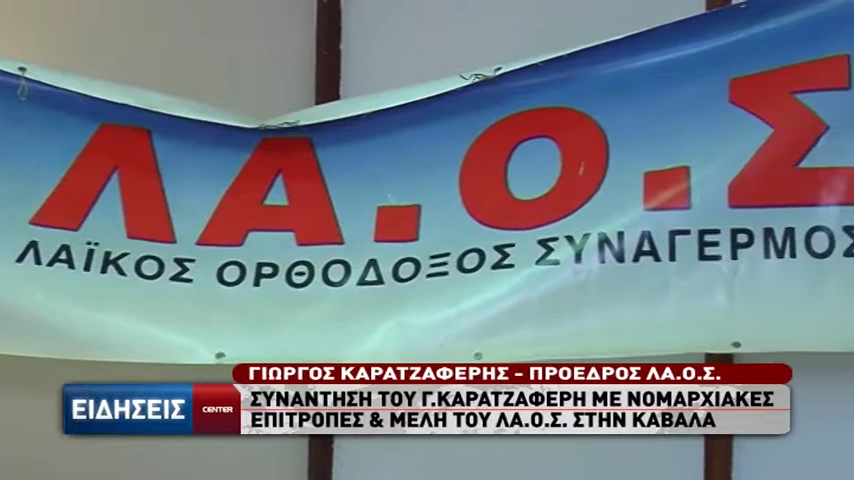 ΛΑ.Ο.Σ
ΛΑΪΚΟΣ ΟΡΘΟΔΟΞΟΣ ΣΥΝΑΓΕΡΜΟΣ
ΓΙΩΡΓΟΣ ΚΑΡΑΤΖΑΦΕΡΗΣ - ΠΡΟΕΔΡΟΣ ΛΑ.Ο.Σ.
ΕΙΔΗΣΕΙΣ
CENTER
ΣΥΝΑΝΤΗΣΗ ΤΟΥ Γ.ΚΑΡΑΤΖΑΦΕΡΗ ΜΕ ΝΟΜΑΡΧΙΑΚΕΣ
ΕΠΙΤΡΟΠΕΣ & ΜΕΛΗ ΤΟΥ ΛΑ.Ο.Σ. ΣΤΗΝ ΚΑΒΑΛΑ